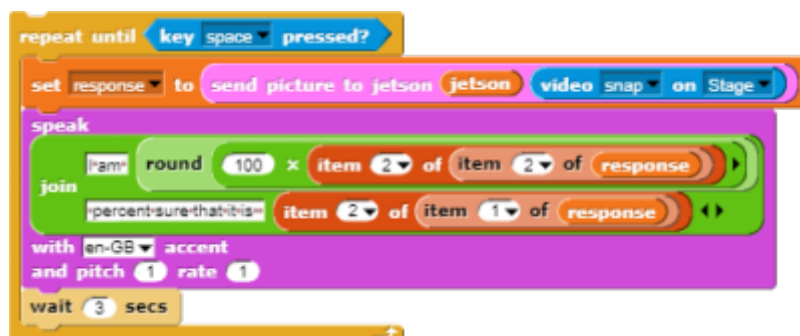 repeat until key space pressed?
set response to send picture to jetson jetson video snap on Stage
speak
I am round 100 × item 2 of item 2 of response
join
percent sure that it is item 2 of item 1 of response
with en-GB accent
and pitch 1 rate 1
wait 3 secs